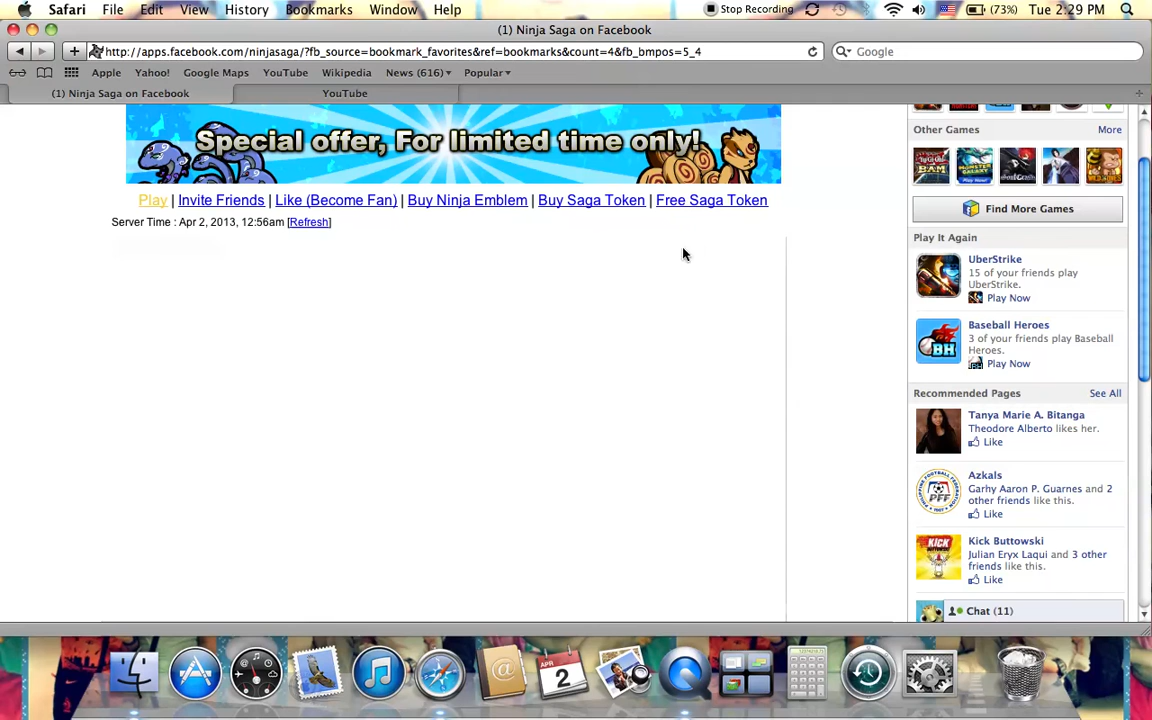 Safari File Edit View History Bookmarks Window Help Stop Recording (73%) Tue 2:29 PM
(1) Ninja Saga on Facebook
http://apps.facebook.com/ninjasaga/?fb_source=bookmark_favorites&ref=bookmarks&count=4&fb_bmpos=5_4 Google
Apple Yahoo! Google Maps YouTube Wikipedia News (616) Popular
(1) Ninja Saga on Facebook YouTube
Special offer, For limited time only!
Play | Invite Friends | Like (Become Fan) | Buy Ninja Emblem | Buy Saga Token | Free Saga Token
Server Time : Apr 2, 2013, 12:56am [Refresh]
Other Games More
BAM
Find More Games
Play It Again
UberStrike
15 of your friends play
UberStrike.
Play Now
Baseball Heroes
3 of your friends play Baseball
Heroes.
Play Now
BH
Recommended Pages See All
Tanya Marie A. Bitanga
Theodore Alberto likes her.
Like
Azkals
Garhy Aaron P. Guarnes and 2
other friends like this.
Like
PFF
Kick Buttowski
Julian Eryx Laqui and 3 other
friends like this.
Like
KICK
Chat (11)
APR
2